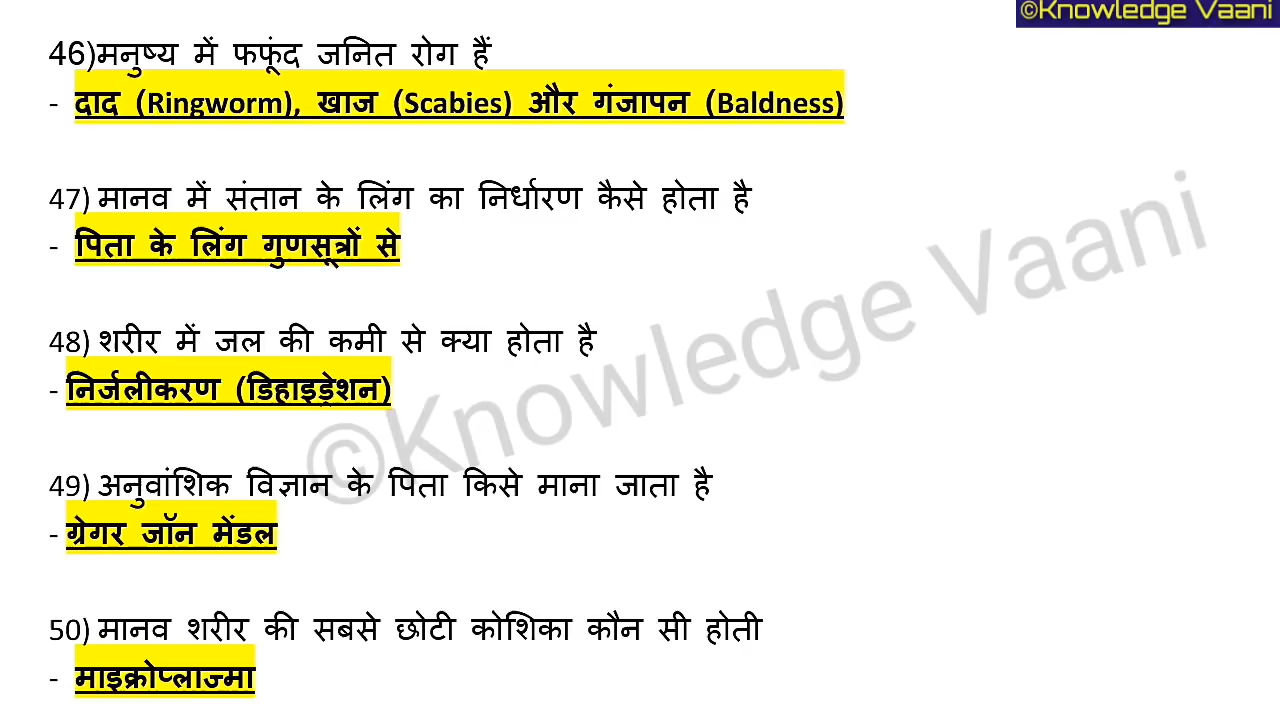 ©Knowledge Vaani
46)मनुष्य में फफूंद जनित रोग हैं
- दाद (Ringworm), खाज (Scabies) और गंजापन (Baldness)
47) मानव में संतान के लिंग का निर्धारण कैसे होता है
- पिता के लिंग गुणसूत्रों से
48) शरीर में जल की कमी से क्या होता है
- निर्जलीकरण (डिहाइड्रेशन)
49) अनुवांशिक विज्ञान के पिता किसे माना जाता है
- ग्रेगर जॉन मेंडल
50) मानव शरीर की सबसे छोटी कोशिका कौन सी होती
- माइक्रोप्लाज्मा
©Knowledge Vaani